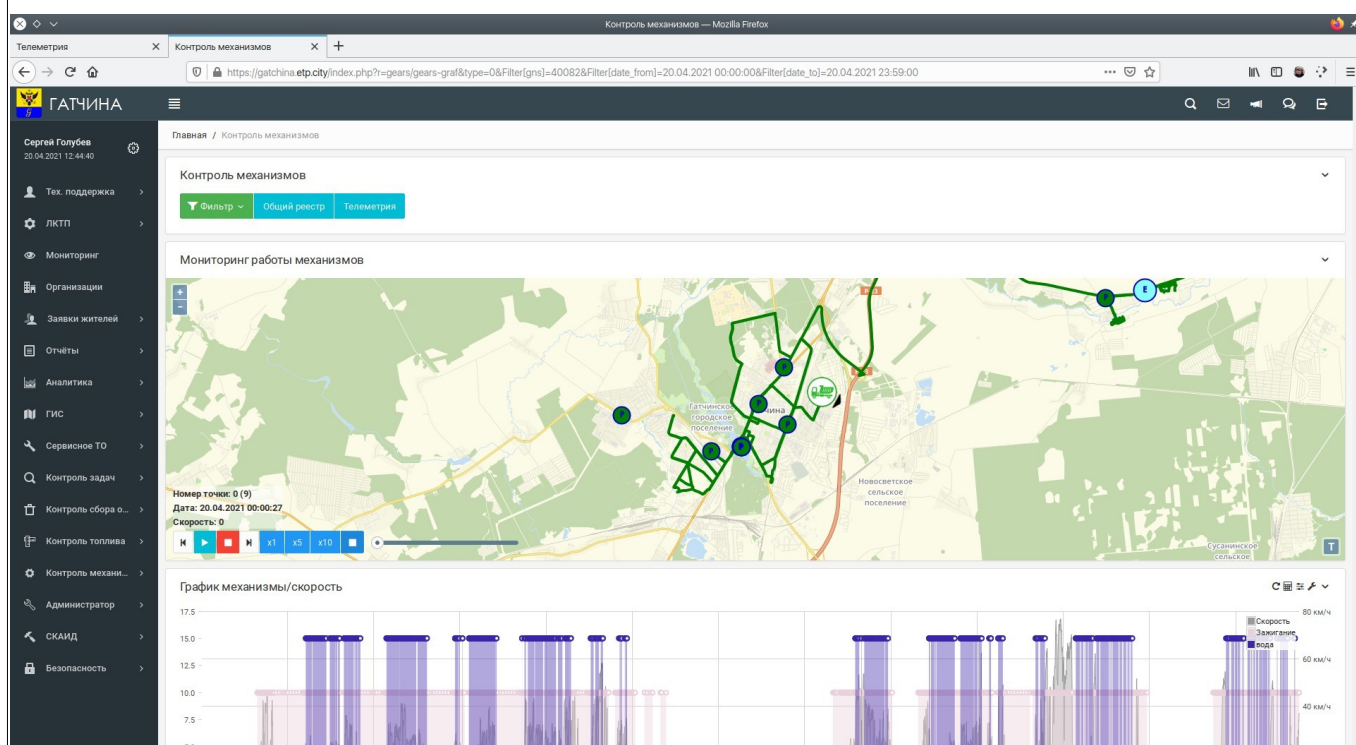 Контроль механизмов — Mozilla Firefox
Телеметрия
Контроль механизмов
https://gatchina.etp.city/index.php?r=gears/gears-graf&type=0&Filter[gns]=40082&Filter[date_from]=20.04.2021 00:00:00&Filter[date_to]=20.04.2021 23:59:00
ГАТЧИНА
Сергей Голубев
20.04.2021 12:44:40
Тех. поддержка
ЛКТП
Мониторинг
Организации
Заявки жителей
Отчёты
Аналитика
ГИС
Сервисное ТО
Контроль задач
Контроль сбора о...
Контроль топлива
Контроль механи...
Администратор
СКАИД
Безопасность
Главная / Контроль механизмов
Контроль механизмов
Фильтр
Общий реестр
Телеметрия
Мониторинг работы механизмов
+
-
E
P
P
P
P
P
P
P
Гатчинское
городское
поселение
чина
Новосветское
сельское
поселение
Сусанинское
сельское
T
Номер точки: 0 (9)
Дата: 20.04.2021 00:00:27
Скорость: 0
x1 x5 x10
График механизмы/скорость
17.5
15.0
12.5
10.0
7.5
80 км/ч
60 км/ч
40 км/ч
Скорость
Зажигание
вода